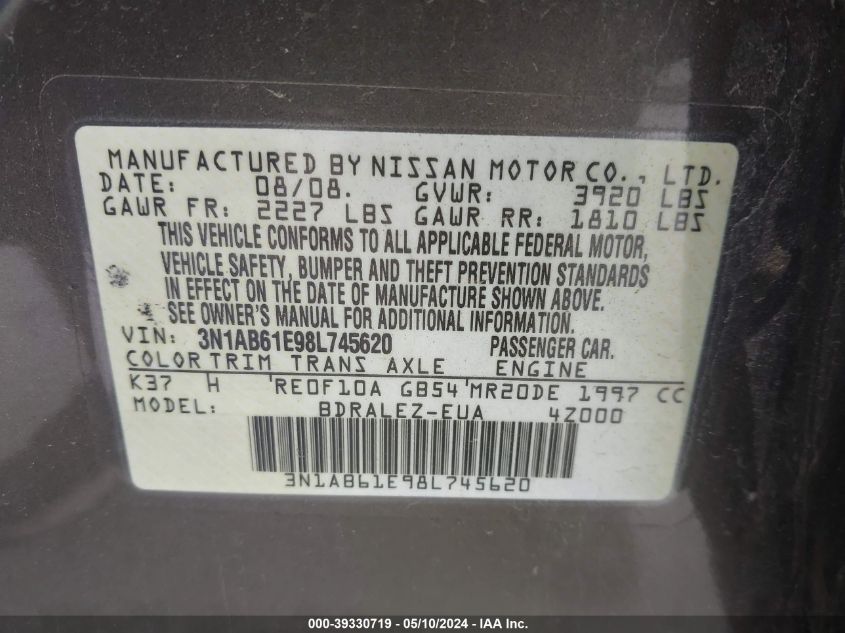 MANUFACTURED BY NISSAN MOTOR CO., LTD.
DATE: 08/08. GVWR: 3920 LBS
GAWR FR: 2227 LBS GAWR RR: 1810 LBS
THIS VEHICLE CONFORMS TO ALL APPLICABLE FEDERAL MOTOR,
VEHICLE SAFETY, BUMPER AND THEFT PREVENTION STANDARDS
IN EFFECT ON THE DATE OF MANUFACTURE SHOWN ABOVE.
SEE OWNER'S MANUAL FOR ADDITIONAL INFORMATION.
VIN: 3N1AB61E98L745620 PASSENGER CAR.
COLOR TRIM TRANS AXLE ENGINE
K37 H RE0F10A GB54 MR20DE 1997 CC
MODEL: BDRALEZ-EUA 4Z000
3N1AB61E98L745620
000-39330719 - 05/10/2024 - IAA Inc.